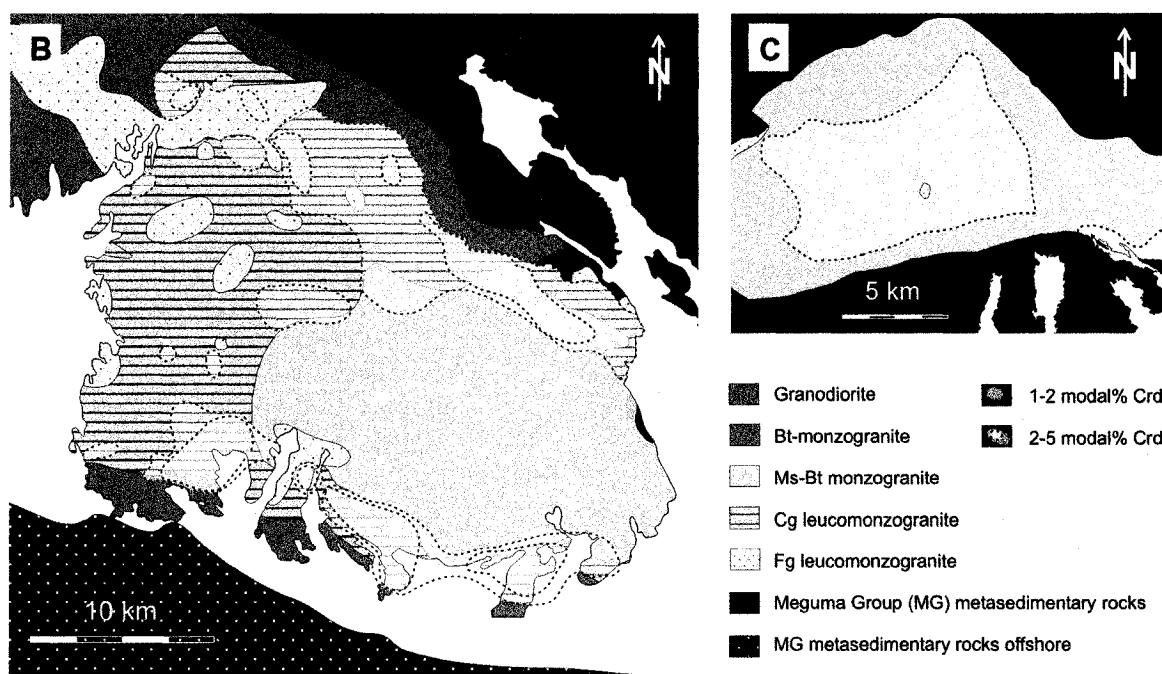 B
N
C
N
5 km
10 km
Granodiorite
Bt-monzogranite
Ms-Bt monzogranite
Cg leucomonzogranite
Fg leucomonzogranite
Meguma Group (MG) metasedimentary rocks
MG metasedimentary rocks offshore
1-2 modal% Crd
2-5 modal% Crd